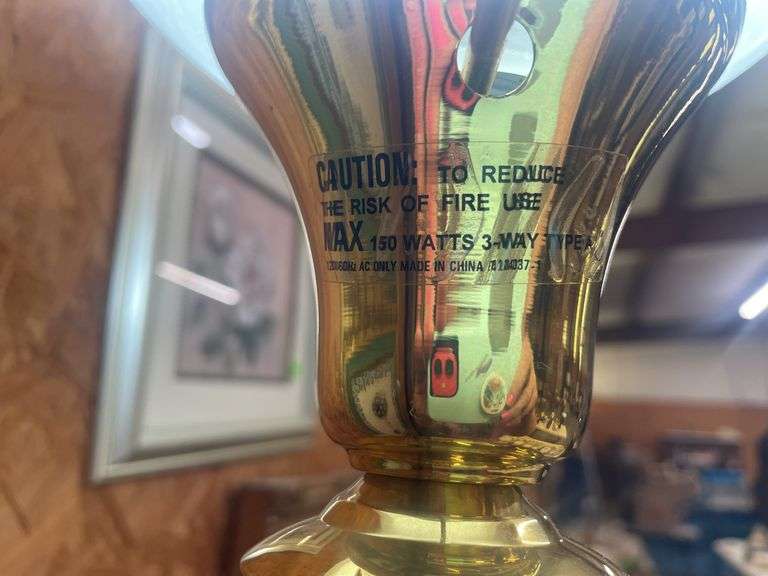 CAUTION: TO REDUCE
THE RISK OF FIRE USE
MAX 150 WATTS 3-WAY TYPE A
AC ONLY MADE IN CHINA